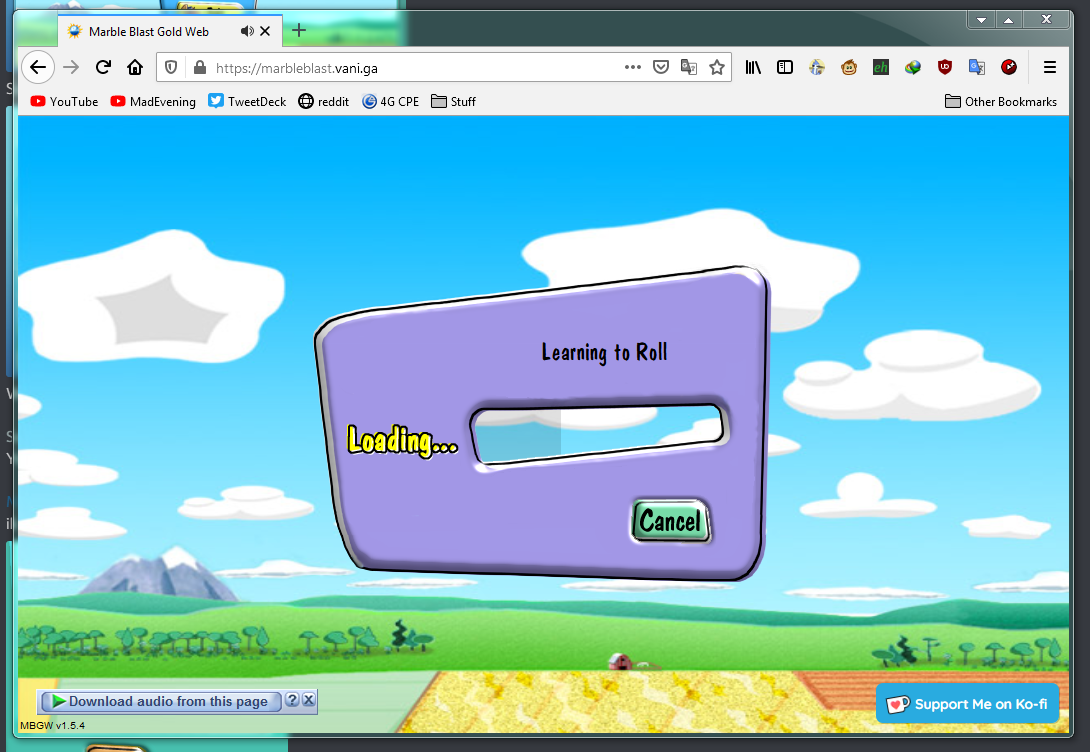 Marble Blast Gold Web
https://marbleblast.vani.ga
YouTube MadEvening TweetDeck reddit 4G CPE Stuff Other Bookmarks
Learning to Roll
Loading...
Cancel
Download audio from this page ? X
MBGW v1.5.4
Support Me on Ko-fi